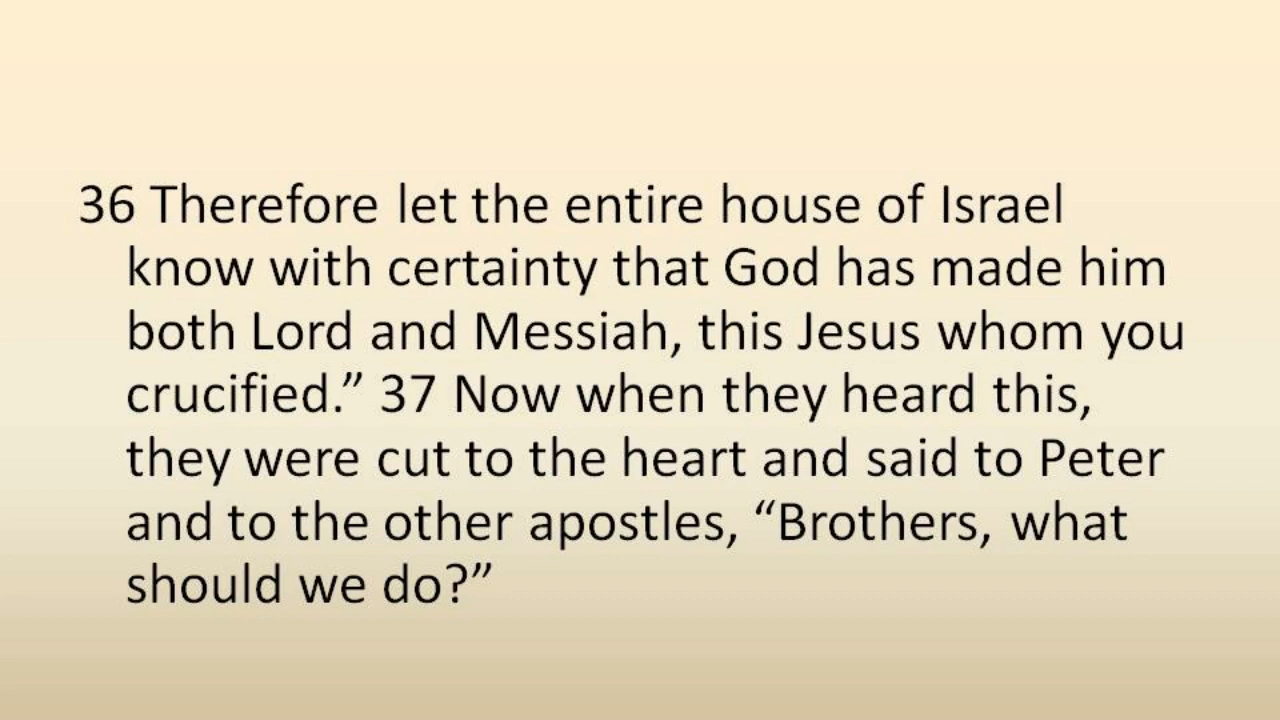 36 Therefore let the entire house of Israel
know with certainty that God has made him
both Lord and Messiah, this Jesus whom you
crucified.” 37 Now when they heard this,
they were cut to the heart and said to Peter
and to the other apostles, “Brothers, what
should we do?”